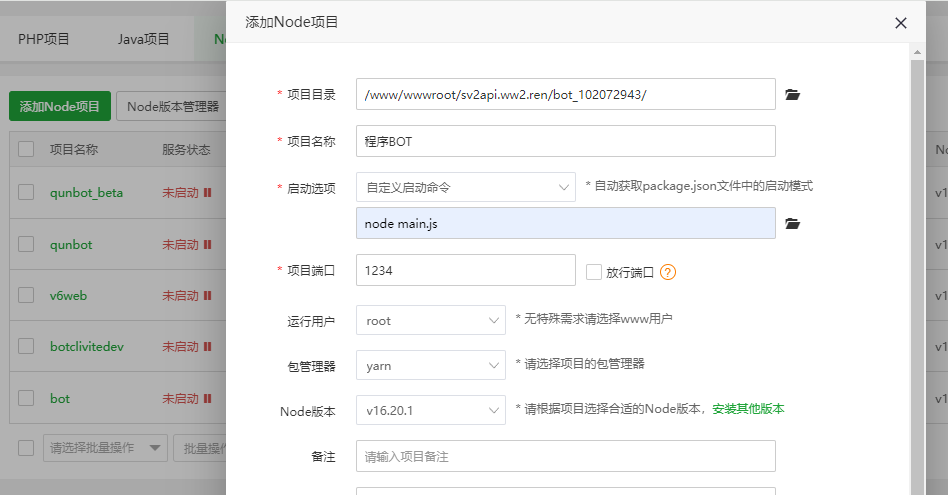 添加Node项目
PHP项目
Java项目
添加Node项目
Node版本管理器
项目名称
服务状态
qunbot_beta
未启动
qunbot
未启动
v6web
未启动
botclivitedev
未启动
bot
未启动
请选择批量操作
* 项目目录 /www/wwwroot/sv2api.ww2.ren/bot_102072943/
* 项目名称 程序BOT
* 启动选项 自定义启动命令 * 自动获取package.json文件中的启动模式
node main.js
* 项目端口 1234 放行端口 ?
运行用户 root * 无特殊需求请选择www用户
包管理器 yarn * 请选择项目的包管理器
Node版本 v16.20.1 * 请根据项目选择合适的Node版本，安装其他版本
备注 请输入项目备注